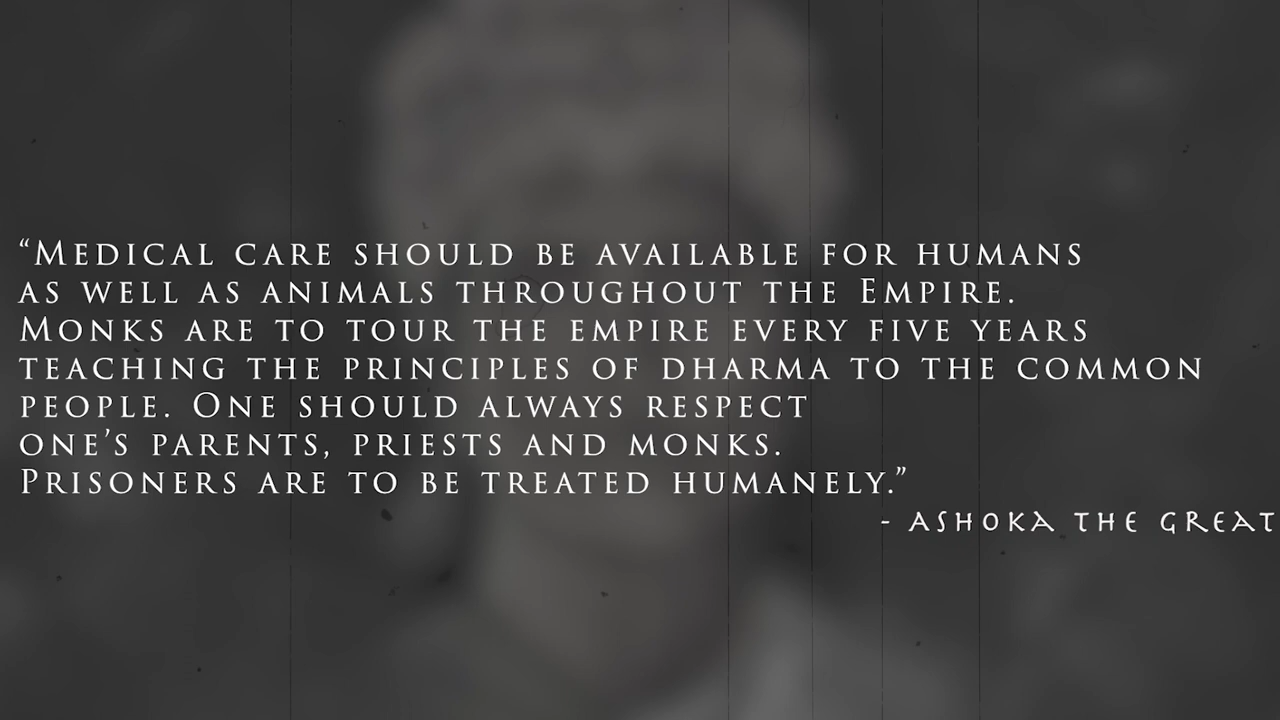 “Medical care should be available for humans
as well as animals throughout the Empire.
Monks are to tour the empire every five years
teaching the principles of dharma to the common
people. One should always respect
one’s parents, priests and monks.
Prisoners are to be treated humanely.”
- Ashoka the Great